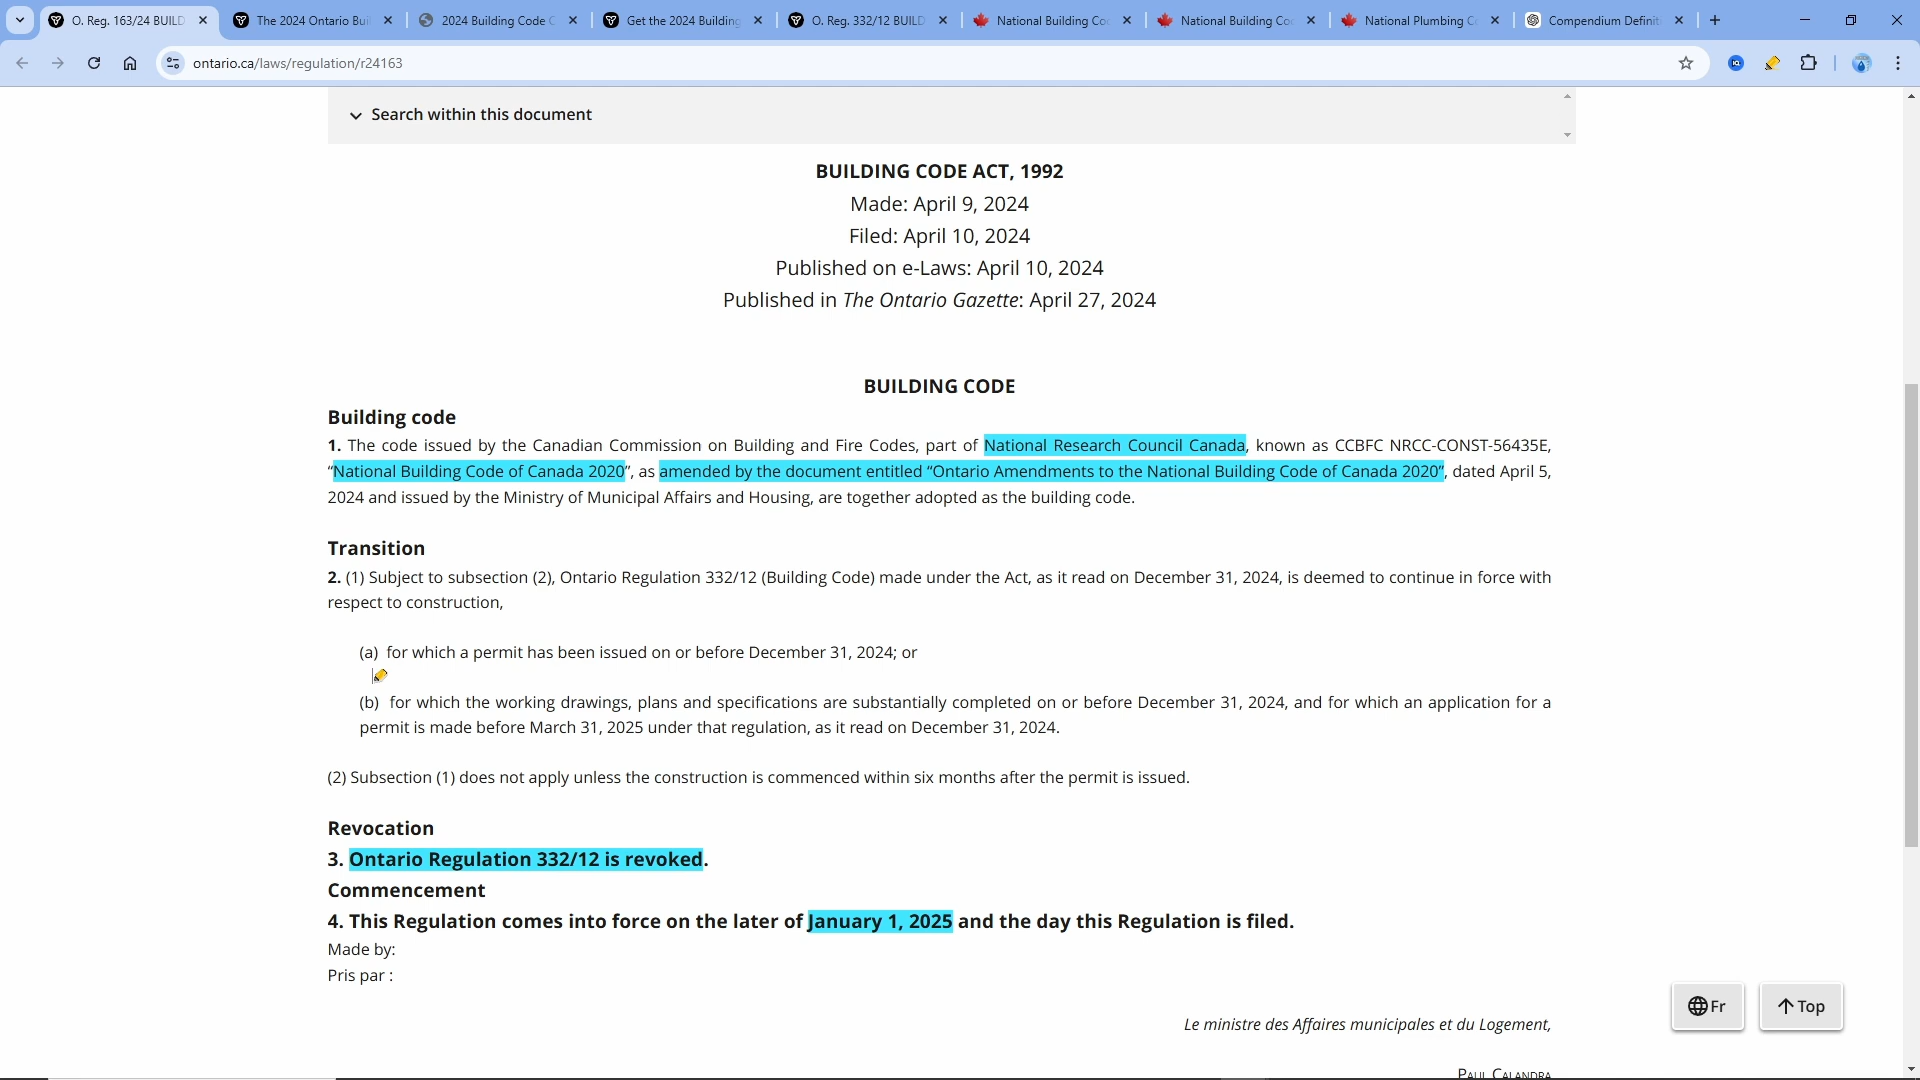 O. Reg. 163/24 BUILD
The 2024 Ontario Bui
2024 Building Code C
Get the 2024 Building
O. Reg. 332/12 BUILD
National Building Co
National Building Co
National Plumbing C
Compendium Definit
ontario.ca/laws/regulation/r24163
Search within this document
BUILDING CODE ACT, 1992
Made: April 9, 2024
Filed: April 10, 2024
Published on e-Laws: April 10, 2024
Published in The Ontario Gazette: April 27, 2024
BUILDING CODE
Building code
1. The code issued by the Canadian Commission on Building and Fire Codes, part of National Research Council Canada, known as CCBFC NRCC-CONST-56435E,
“National Building Code of Canada 2020”, as amended by the document entitled “Ontario Amendments to the National Building Code of Canada 2020”, dated April 5,
2024 and issued by the Ministry of Municipal Affairs and Housing, are together adopted as the building code.
Transition
2. (1) Subject to subsection (2), Ontario Regulation 332/12 (Building Code) made under the Act, as it read on December 31, 2024, is deemed to continue in force with
respect to construction,
(a) for which a permit has been issued on or before December 31, 2024; or
(b) for which the working drawings, plans and specifications are substantially completed on or before December 31, 2024, and for which an application for a
permit is made before March 31, 2025 under that regulation, as it read on December 31, 2024.
(2) Subsection (1) does not apply unless the construction is commenced within six months after the permit is issued.
Revocation
3. Ontario Regulation 332/12 is revoked.
Commencement
4. This Regulation comes into force on the later of January 1, 2025 and the day this Regulation is filed.
Made by:
Pris par :
Fr
Top
Le ministre des Affaires municipales et du Logement,
Paul Calandra